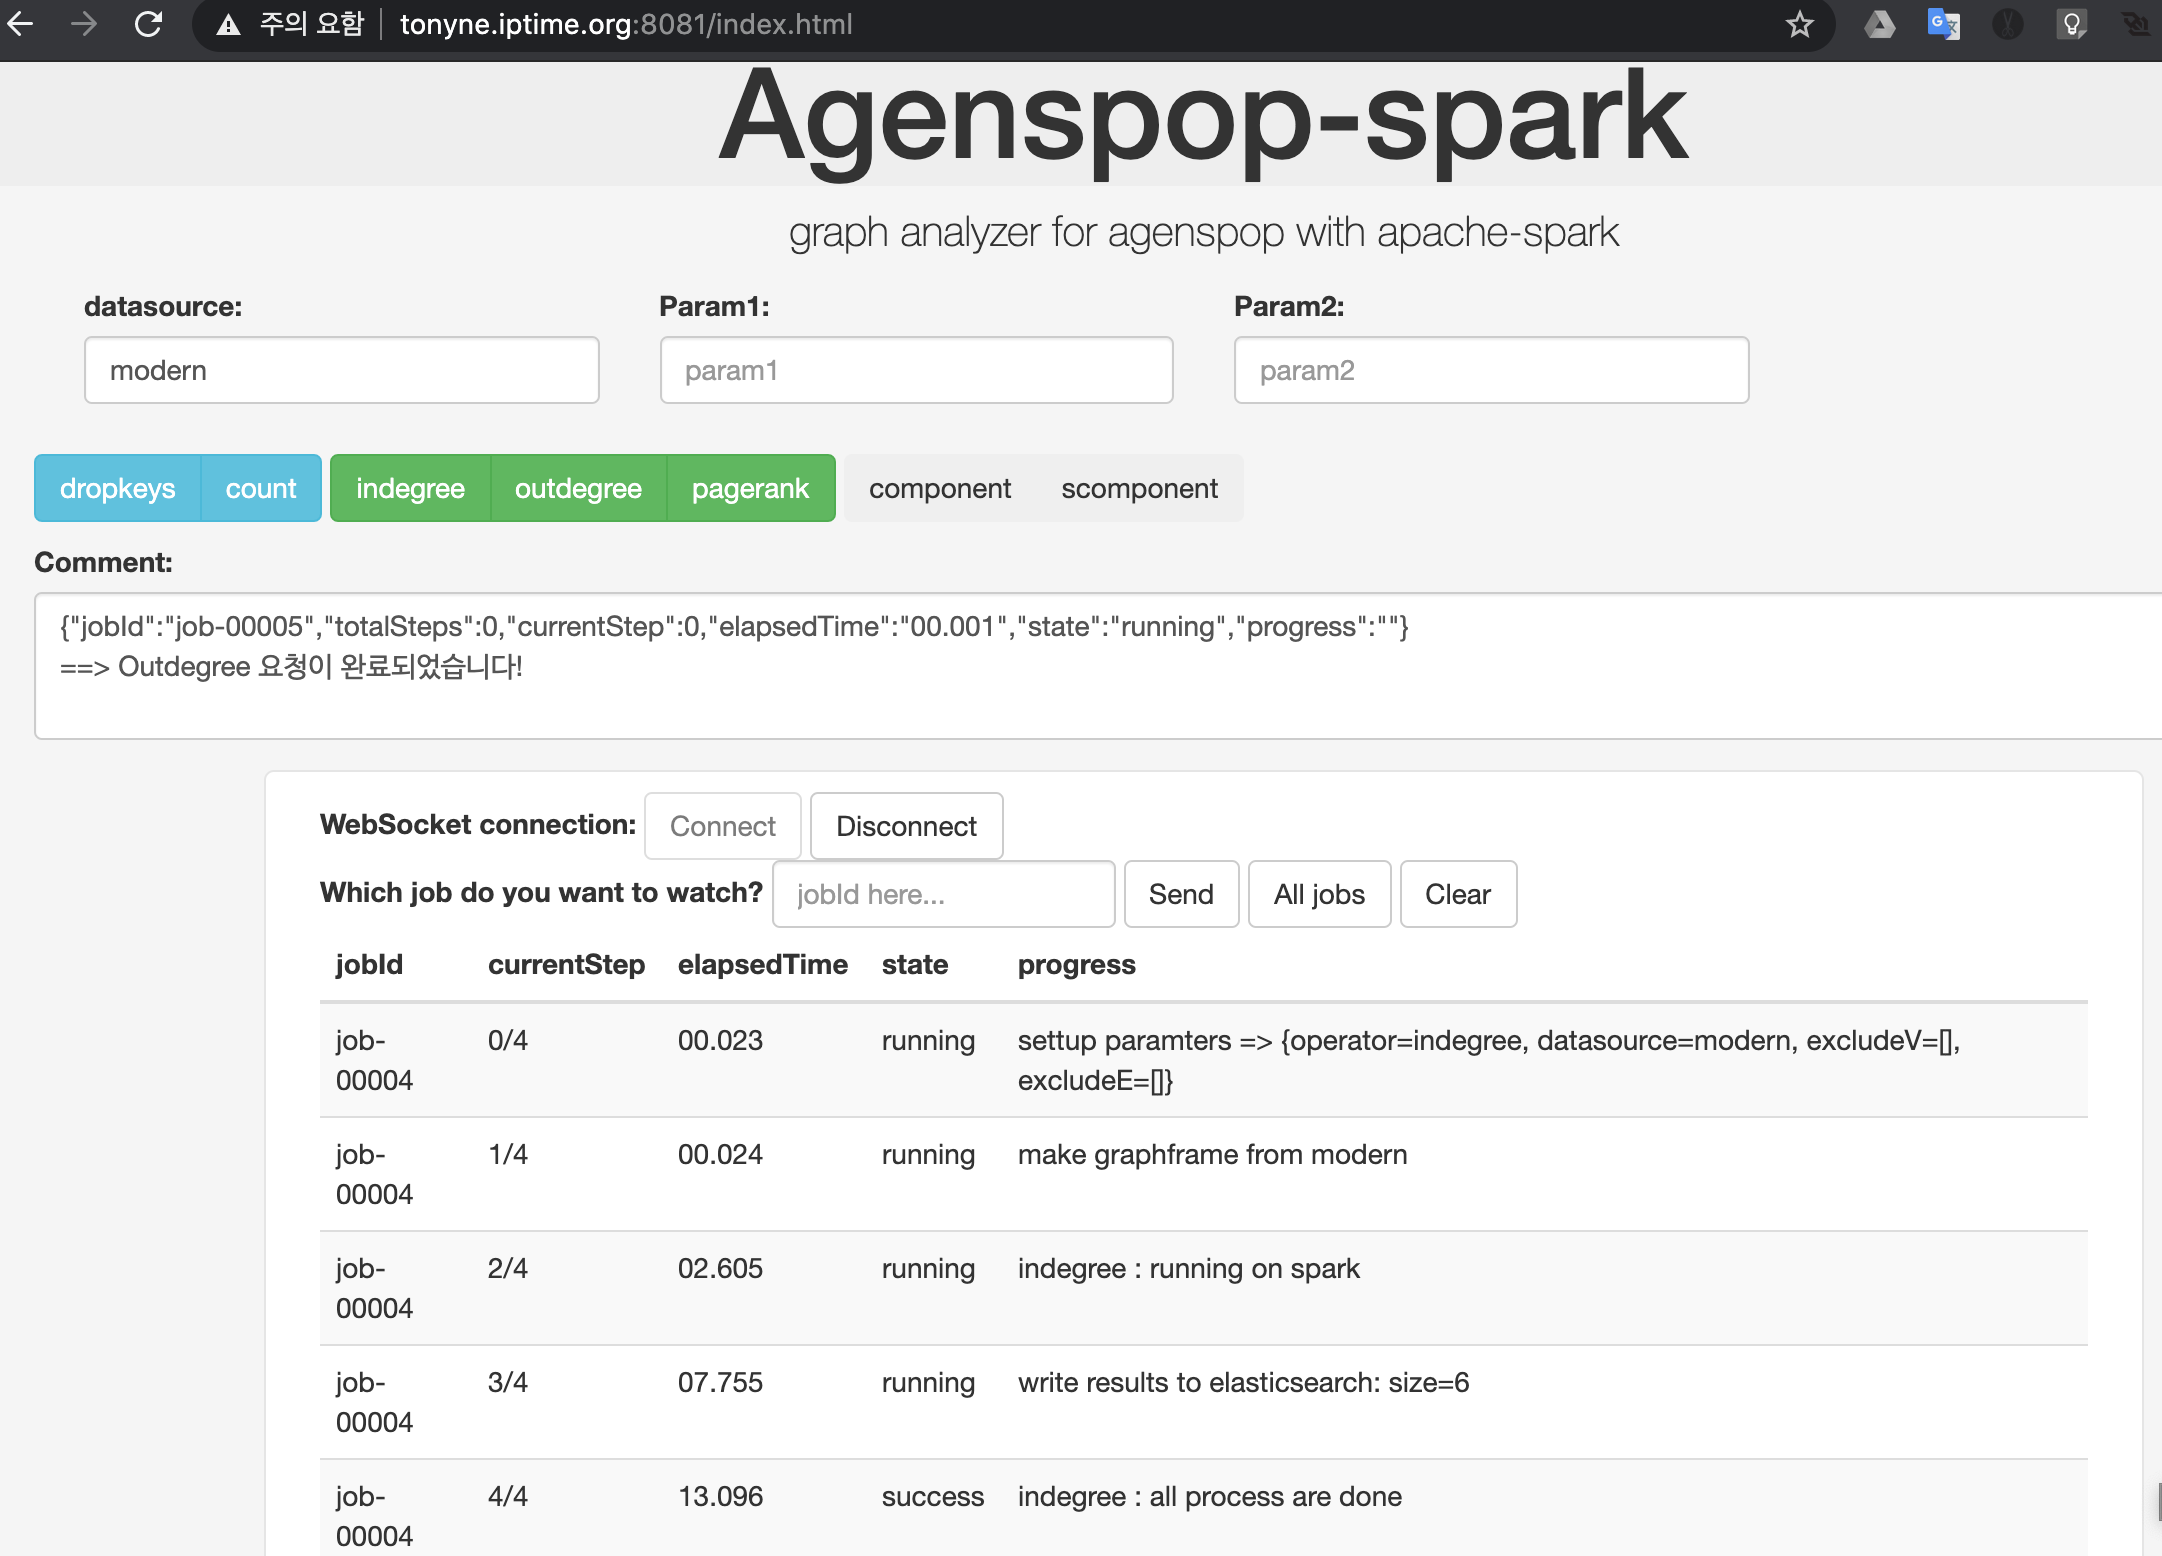 주의 요함 tonyne.iptime.org:8081/index.html
Agenspop-spark
graph analyzer for agenspop with apache-spark
datasource: Param1: Param2:
modern param1 param2
dropkeys count indegree outdegree pagerank component scomponent
Comment:
{"jobId":"job-00005","totalSteps":0,"currentStep":0,"elapsedTime":"00.001","state":"running","progress":""}
==> Outdegree 요청이 완료되었습니다!
WebSocket connection: Connect Disconnect
Which job do you want to watch? jobId here... Send All jobs Clear
jobId currentStep elapsedTime state progress
job- 0/4 00.023 running settup paramters => {operator=indegree, datasource=modern, excludeV=[],
00004 excludeE=[]}
job- 1/4 00.024 running make graphframe from modern
00004
job- 2/4 02.605 running indegree : running on spark
00004
job- 3/4 07.755 running write results to elasticsearch: size=6
00004
job- 4/4 13.096 success indegree : all process are done
00004